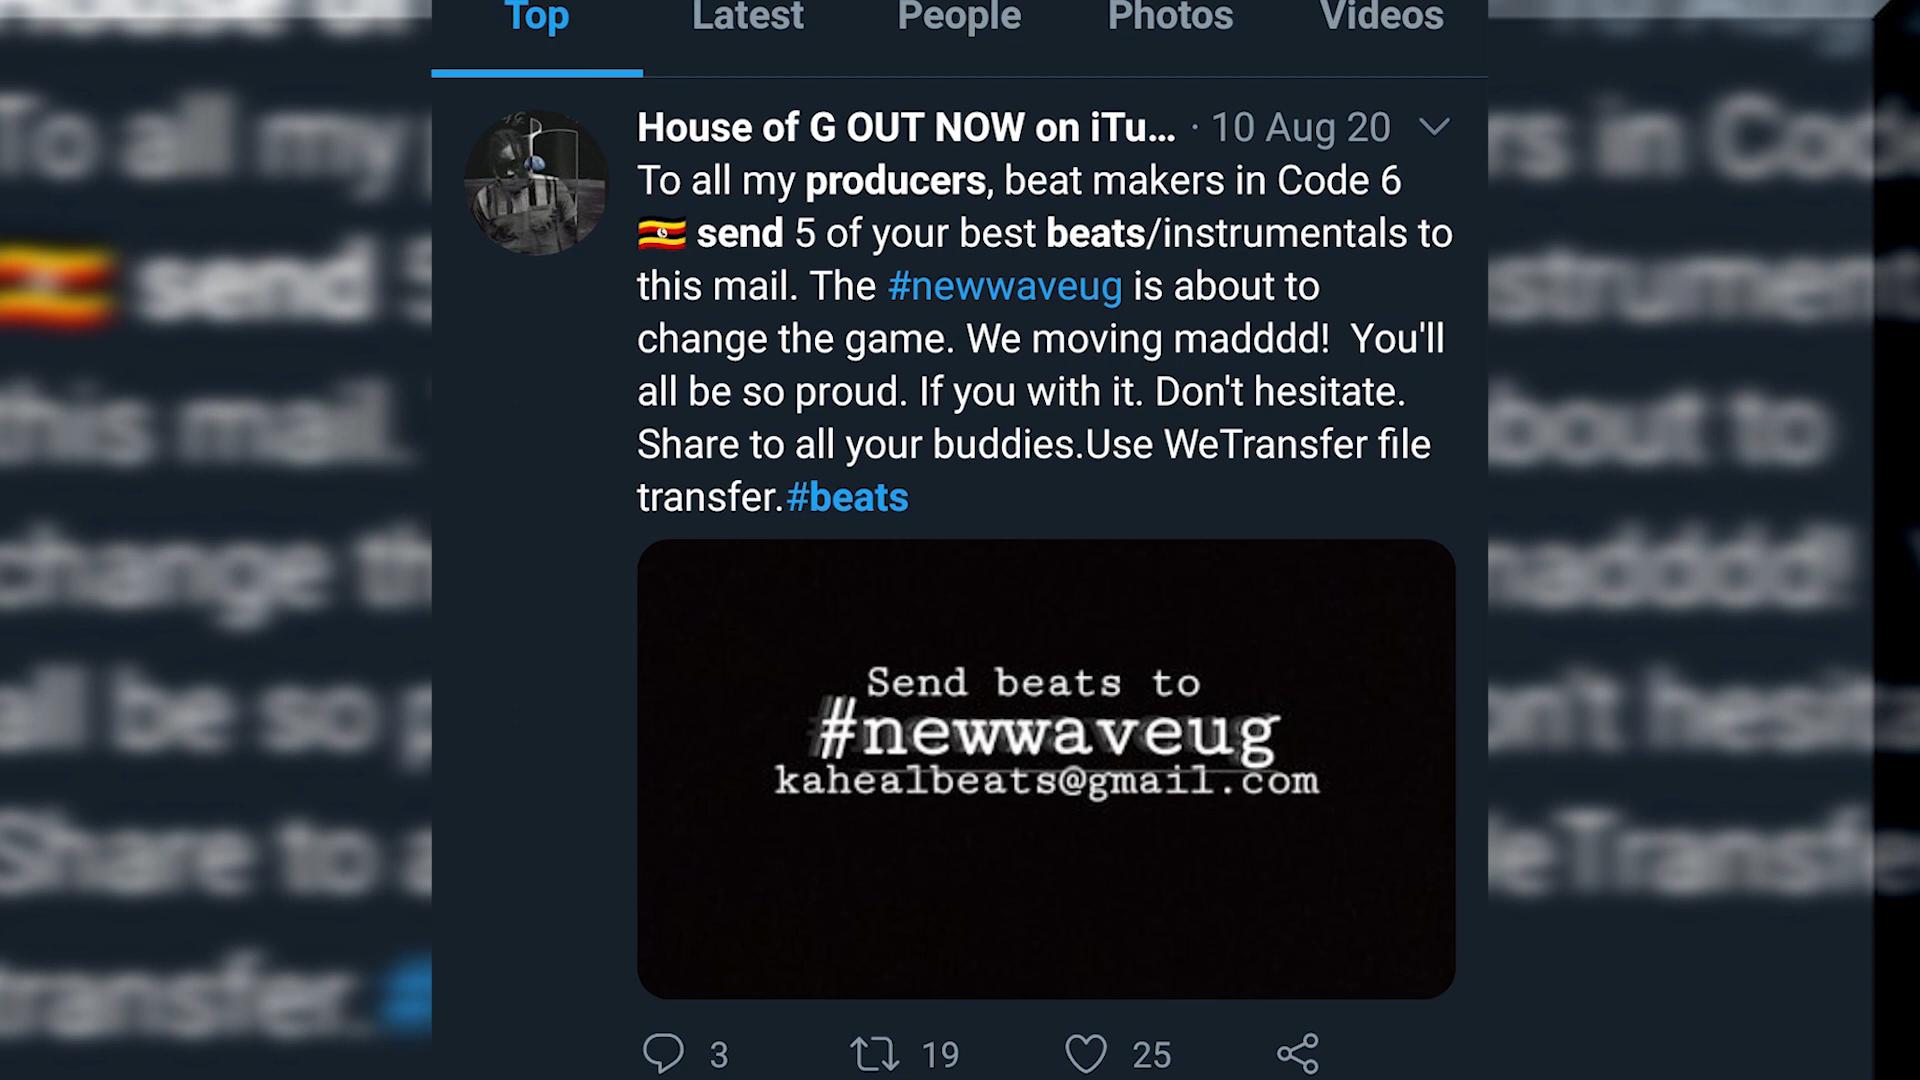 Top Latest People Photos Videos
House of G OUT NOW on iTu... · 10 Aug 20
To all my producers, beat makers in Code 6
🇺🇬 send 5 of your best beats/instrumentals to
this mail. The #newwaveug is about to
change the game. We moving madddd! You'll
all be so proud. If you with it. Don't hesitate.
Share to all your buddies.Use WeTransfer file
transfer.#beats
Send beats to
#newwaveug
kahealbeats@gmail.com
3 19 25